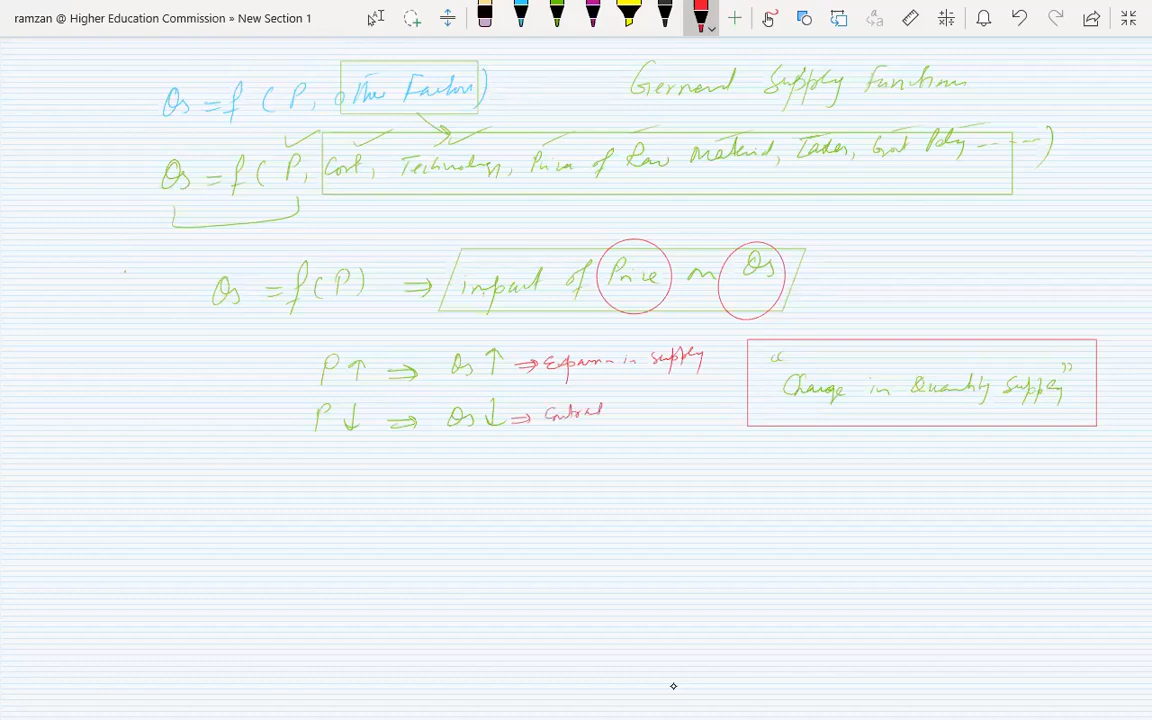 ramzan @ Higher Education Commission » New Section 1
Qs = f (P, other Factors)
General Supply Function
Qs = f ( P, Cost, Technology, Price of Raw Material, Taxes, Govt Policy - - - - - )
Qs = f(P) ⇒ impact of Price on Qs
P ↑ ⇒ Qs ↑ ⇒ Expansion in supply
P ↓ ⇒ Qs ↓ ⇒ Contract
“Change in Quantity Supply”